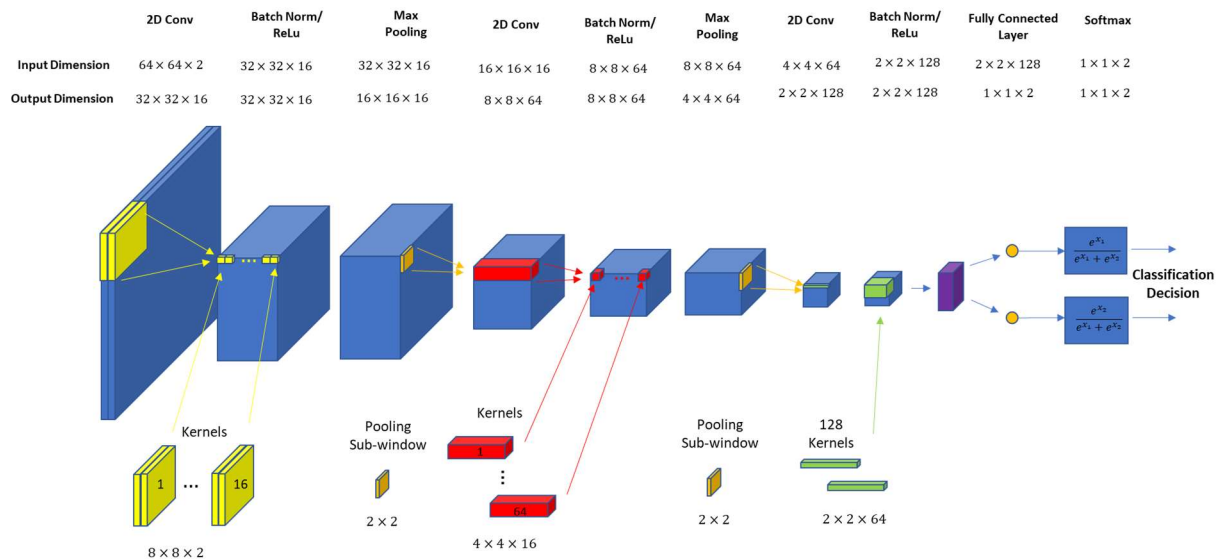 2D Conv
Batch Norm/
ReLu
Max
Pooling
2D Conv
Batch Norm/
ReLu
Max
Pooling
2D Conv
Batch Norm/
ReLu
Fully Connected
Layer
Softmax
Input Dimension 64 × 64 × 2 32 × 32 × 16 32 × 32 × 16 16 × 16 × 16 8 × 8 × 64 8 × 8 × 64 4 × 4 × 64 2 × 2 × 128 2 × 2 × 128 1 × 1 × 2
Output Dimension 32 × 32 × 16 32 × 32 × 16 16 × 16 × 16 8 × 8 × 64 8 × 8 × 64 4 × 4 × 64 2 × 2 × 128 2 × 2 × 128 1 × 1 × 2 1 × 1 × 2
...
...
e^{x_1}
e^{x_1} + e^{x_2}
Classification
Decision
e^{x_2}
e^{x_1} + e^{x_2}
Kernels
1 ... 16
8 × 8 × 2
Pooling
Sub-window
2 × 2
Kernels
1
⋮
64
4 × 4 × 16
Pooling
Sub-window
2 × 2
128
Kernels
2 × 2 × 64